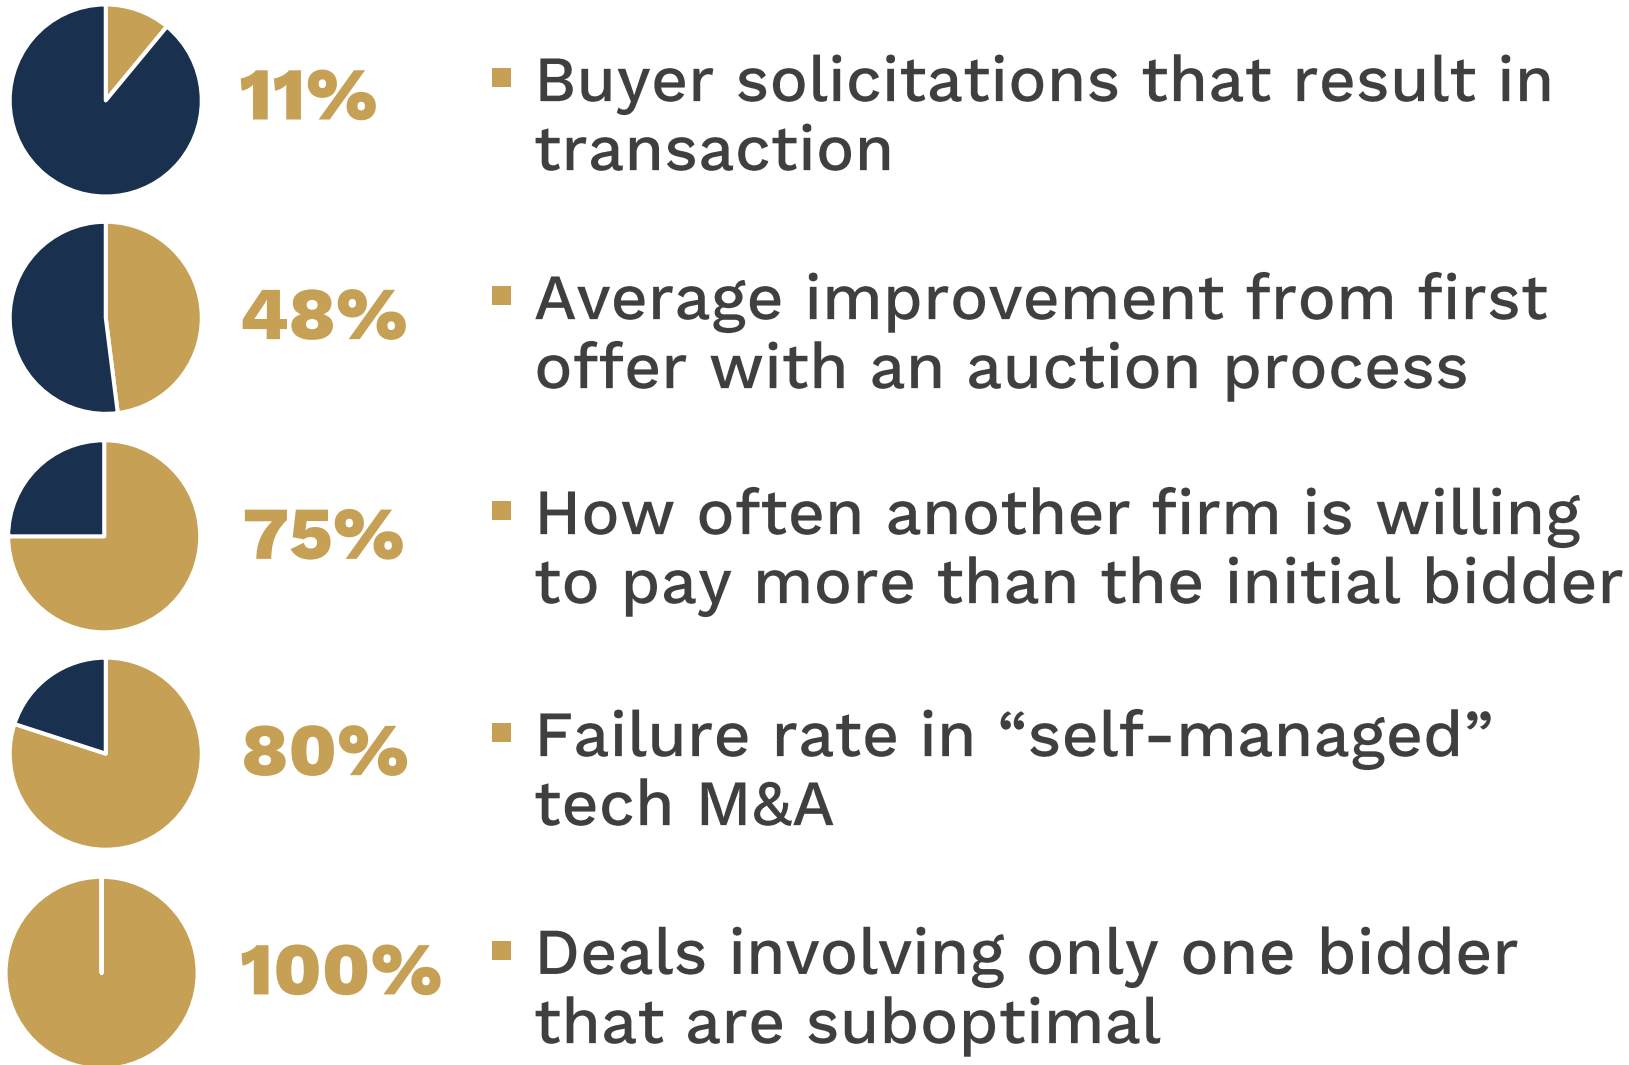 11%
▪ Buyer solicitations that result in
transaction
48%
▪ Average improvement from first
offer with an auction process
75%
▪ How often another firm is willing
to pay more than the initial bidder
80%
▪ Failure rate in “self-managed”
tech M&A
100%
▪ Deals involving only one bidder
that are suboptimal